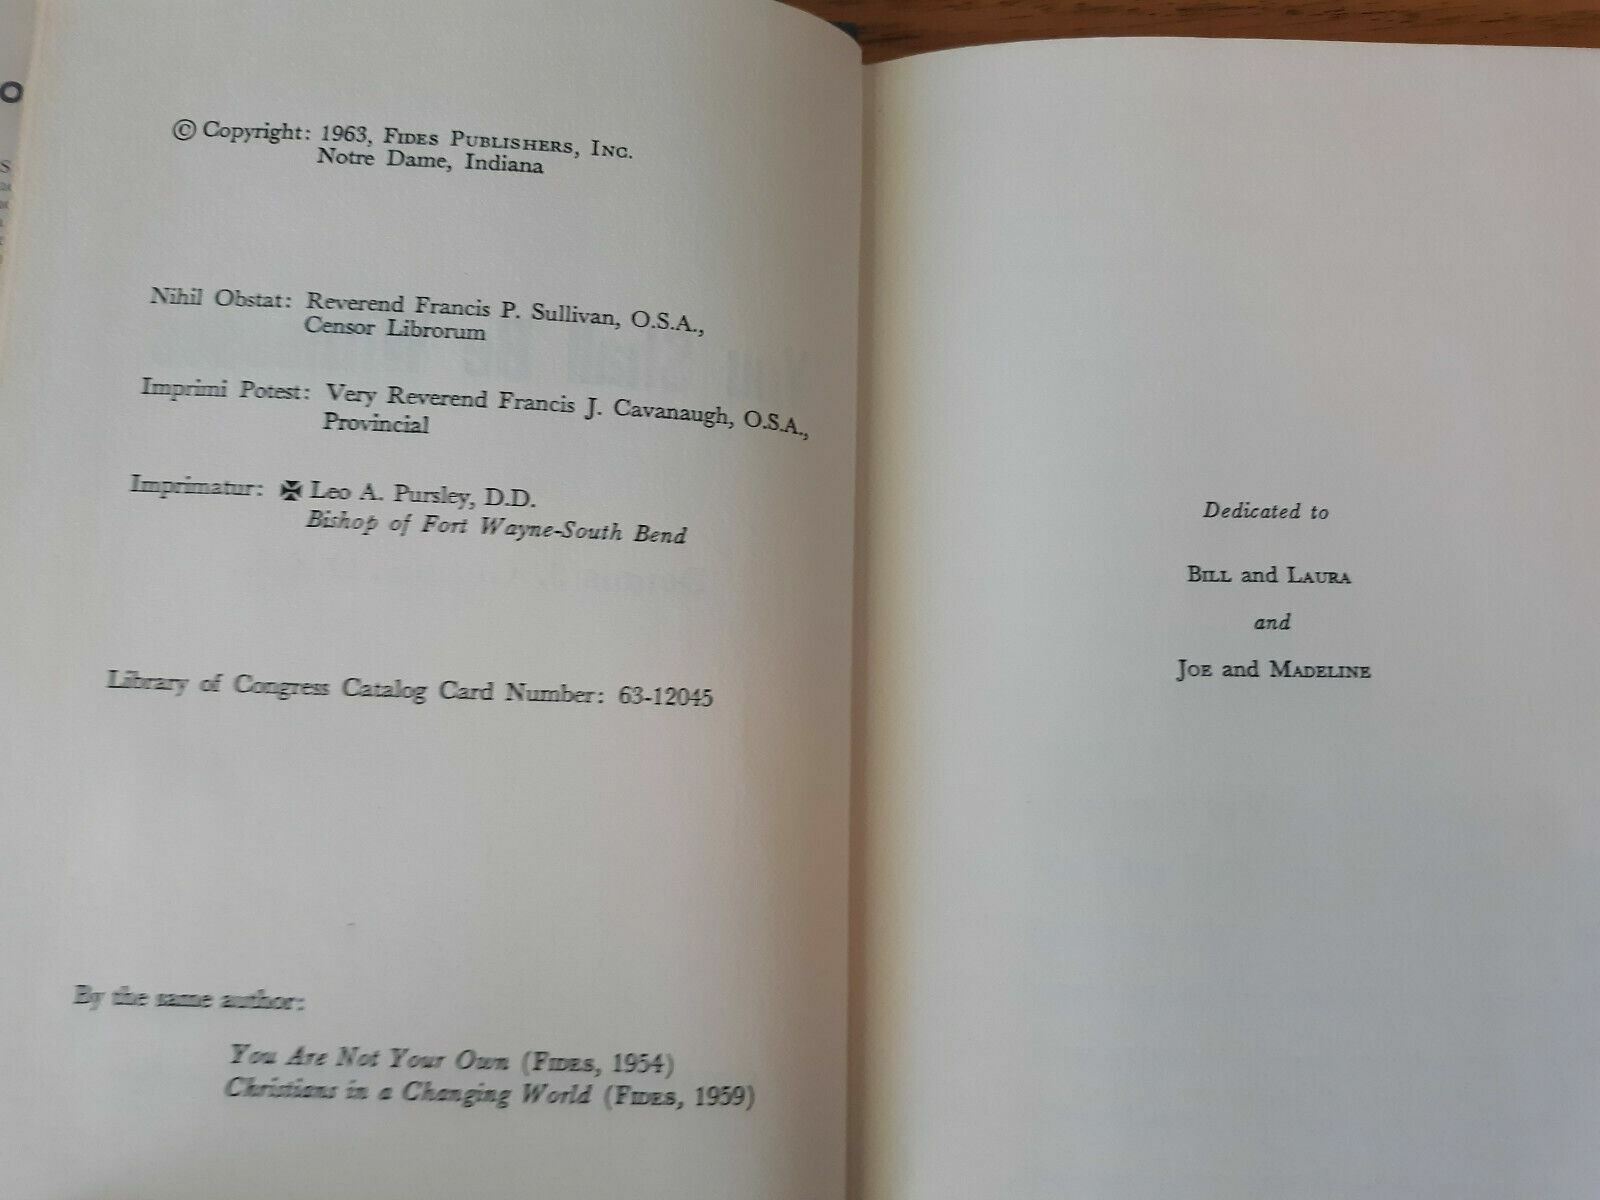 © Copyright: 1963, FIDES PUBLISHERS, INC.
Notre Dame, Indiana
Nihil Obstat: Reverend Francis P. Sullivan, O.S.A.,
Censor Librorum
Imprimi Potest: Very Reverend Francis J. Cavanaugh, O.S.A.,
Provincial
Imprimatur: ✠ Leo A. Pursley, D.D.
Bishop of Fort Wayne-South Bend
Library of Congress Catalog Card Number: 63-12045
By the same author:
You Are Not Your Own (FIDES, 1954)
Christians in a Changing World (FIDES, 1959)
Dedicated to
BILL and LAURA
and
JOE and MADELINE